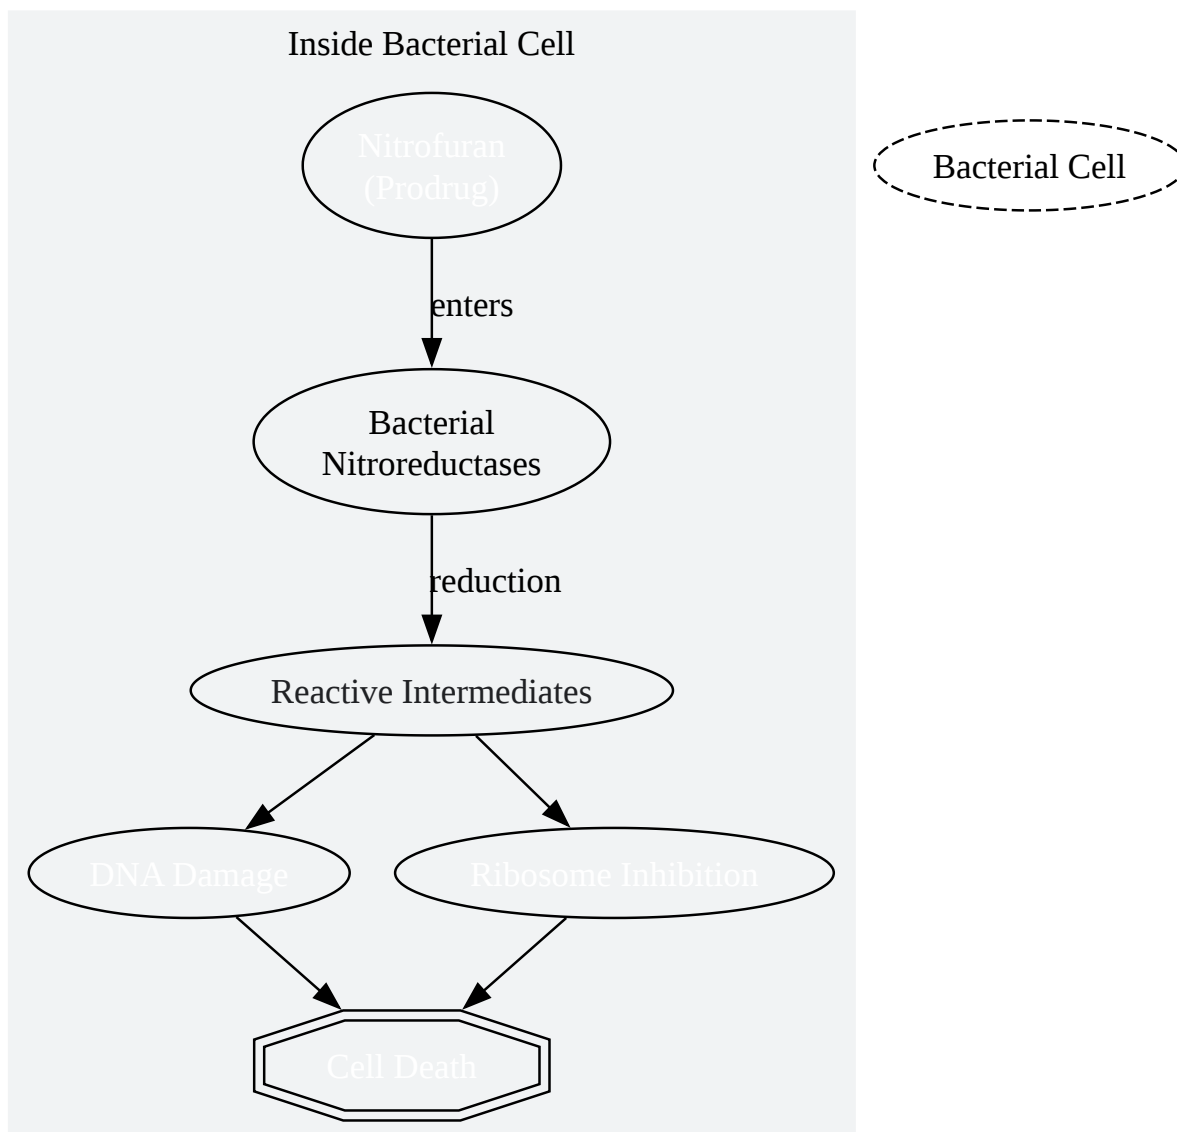 Inside Bacterial Cell
Nitrofuran
(Prodrug)
Bacterial Cell
enters
Bacterial
Nitroreductases
reduction
Reactive Intermediates
DNA Damage
Ribosome Inhibition
Cell Death